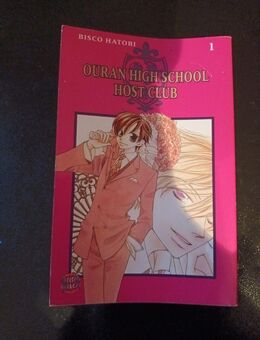 BISCO HATORI 1
OURAN HIGH SCHOOL
HOST CLUB